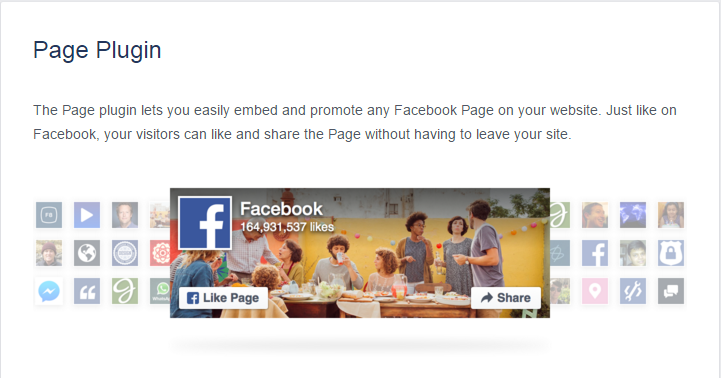 Page Plugin
The Page plugin lets you easily embed and promote any Facebook Page on your website. Just like on
Facebook, your visitors can like and share the Page without having to leave your site.
Facebook
164,931,537 likes
FB
WhatsApp
Like Page
Share